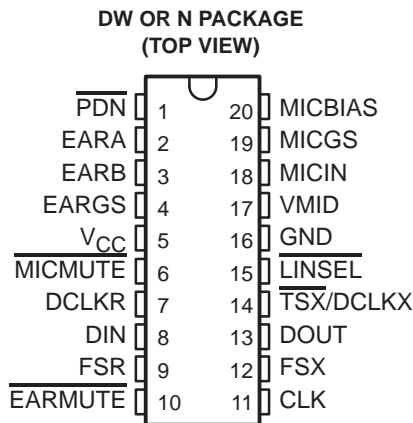 DW OR N PACKAGE
(TOP VIEW)
PDN 1 20 MICBIAS
EARA 2 19 MICGS
EARB 3 18 MICIN
EARGS 4 17 VMID
VCC 5 16 GND
MICMUTE 6 15 LINSEL
DCLKR 7 14 TSX/DCLKX
DIN 8 13 DOUT
FSR 9 12 FSX
EARMUTE 10 11 CLK